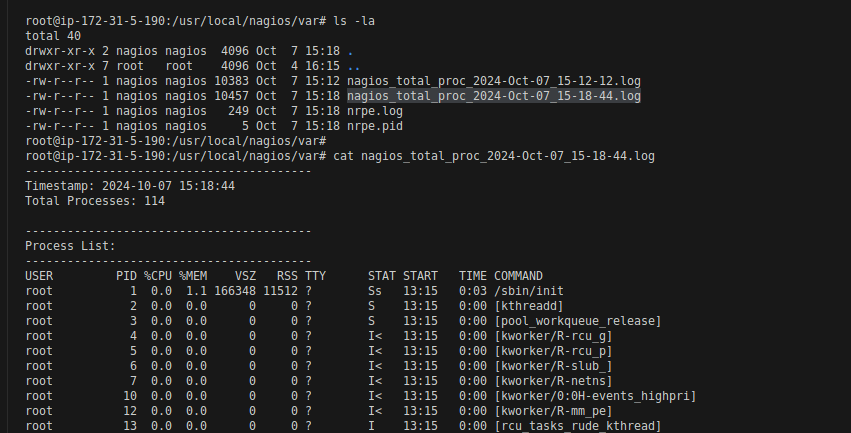 root@ip-172-31-5-190:/usr/local/nagios/var# ls -la
total 40
drwxr-xr-x 2 nagios nagios  4096 Oct  7 15:18 .
drwxr-xr-x 7 root   root    4096 Oct  4 16:15 ..
-rw-r--r-- 1 nagios nagios 10383 Oct  7 15:12 nagios_total_proc_2024-Oct-07_15-12-12.log
-rw-r--r-- 1 nagios nagios 10457 Oct  7 15:18 nagios_total_proc_2024-Oct-07_15-18-44.log
-rw-r--r-- 1 nagios nagios   249 Oct  7 15:18 nrpe.log
-rw-r--r-- 1 nagios nagios     5 Oct  7 15:18 nrpe.pid
root@ip-172-31-5-190:/usr/local/nagios/var#
root@ip-172-31-5-190:/usr/local/nagios/var# cat nagios_total_proc_2024-Oct-07_15-18-44.log
-----------------------------------------
Timestamp: 2024-10-07 15:18:44
Total Processes: 114
-----------------------------------------
Process List:
-----------------------------------------
USER         PID %CPU %MEM    VSZ   RSS TTY      STAT START   TIME COMMAND
root           1  0.0  1.1 166348 11512 ?        Ss   13:15   0:03 /sbin/init
root           2  0.0  0.0      0     0 ?        S    13:15   0:00 [kthreadd]
root           3  0.0  0.0      0     0 ?        S    13:15   0:00 [pool_workqueue_release]
root           4  0.0  0.0      0     0 ?        I<   13:15   0:00 [kworker/R-rcu_g]
root           5  0.0  0.0      0     0 ?        I<   13:15   0:00 [kworker/R-rcu_p]
root           6  0.0  0.0      0     0 ?        I<   13:15   0:00 [kworker/R-slub_]
root           7  0.0  0.0      0     0 ?        I<   13:15   0:00 [kworker/R-netns]
root          10  0.0  0.0      0     0 ?        I<   13:15   0:00 [kworker/0:0H-events_highpri]
root          12  0.0  0.0      0     0 ?        I<   13:15   0:00 [kworker/R-mm_pe]
root          13  0.0  0.0      0     0 ?        I    13:15   0:00 [rcu_tasks_rude_kthread]